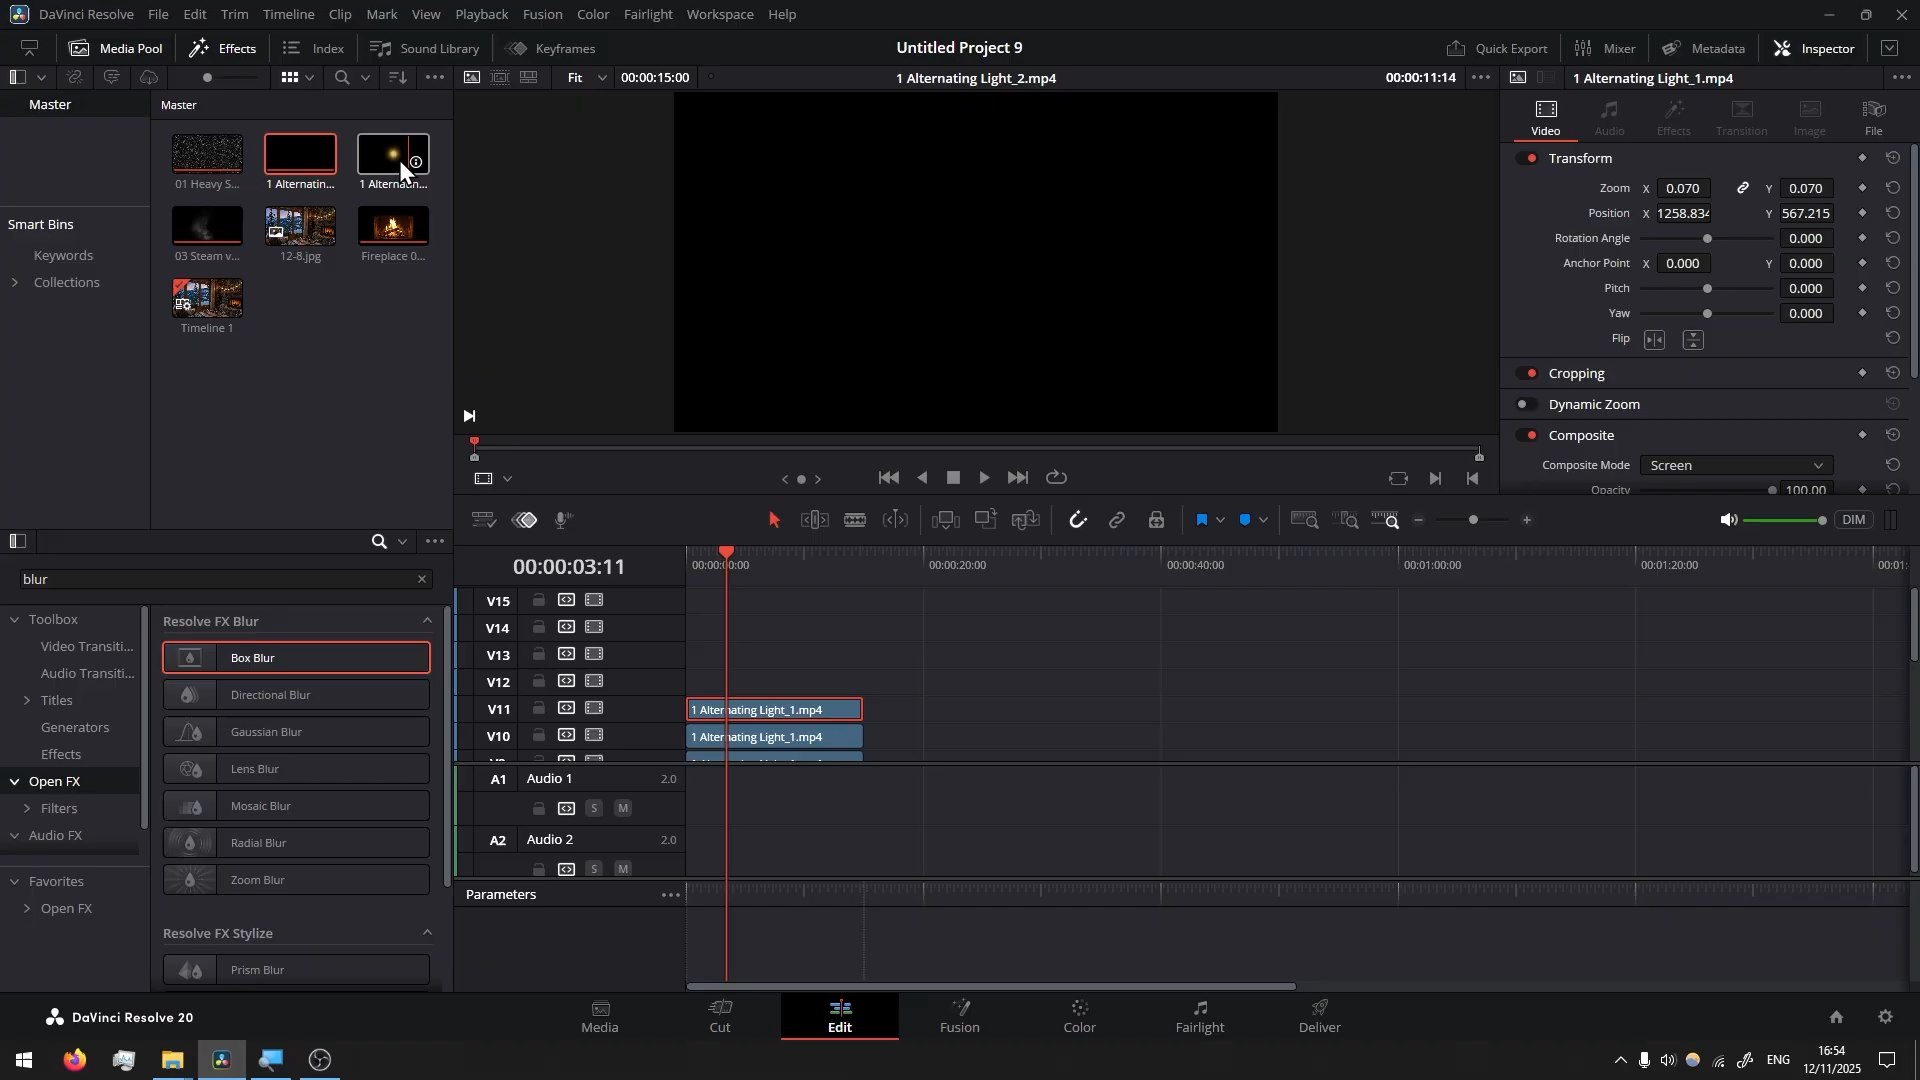 DaVinci Resolve File Edit Trim Timeline Clip Mark View Playback Fusion Color Fairlight Workspace Help
Media Pool Effects Index Sound Library Keyframes Untitled Project 9 Quick Export Mixer Metadata Inspector
Fit 00:00:15:00 1 Alternating Light_2.mp4 00:00:11:14 1 Alternating Light_1.mp4
Master Master
Video Audio Effects Transition Image File
Transform
01 Heavy S... 1 Alternatin... 1 Alternatin...
Zoom X 0.070 Y 0.070
Position X 1258.834 Y 567.215
Smart Bins
Rotation Angle 0.000
Keywords 03 Steam v... 12-8.jpg Fireplace 0...
Anchor Point X 0.000 Y 0.000
Collections
Pitch 0.000
Yaw 0.000
Timeline 1
Flip
Cropping
Dynamic Zoom
Composite
Composite Mode Screen
Opacity 100.00
DIM
00:00:03:11 00:00:00:00 00:00:20:00 00:00:40:00 00:01:00:00 00:01:20:00 00:01:
blur
V15
Toolbox Resolve FX Blur
V14
Video Transiti... Box Blur
V13
Audio Transiti...
V12
Titles Directional Blur
V11 1 Alternating Light_1.mp4
Generators Gaussian Blur
V10 1 Alternating Light_1.mp4
Effects
Open FX Lens Blur
A1 Audio 1 2.0
Filters Mosaic Blur
S M
Audio FX Radial Blur
A2 Audio 2 2.0
S M
Favorites Zoom Blur
Parameters
Open FX
Resolve FX Stylize
Prism Blur
DaVinci Resolve 20 Media Cut Edit Fusion Color Fairlight Deliver
ENG 16:54
12/11/2025